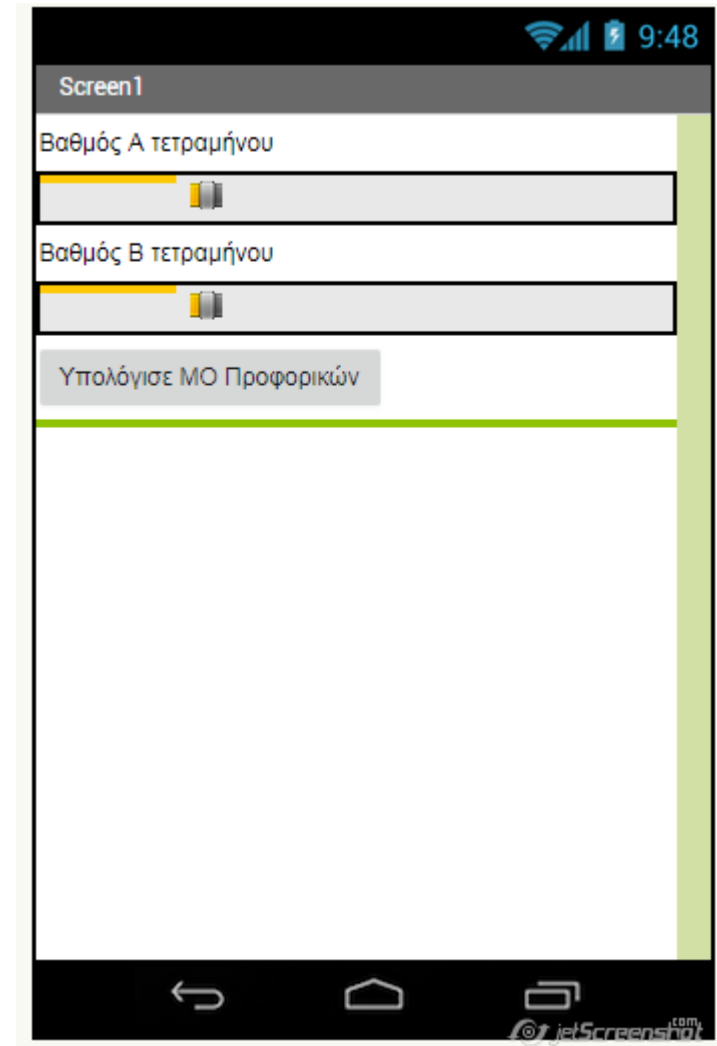 9:48
Screen1
Βαθμός Α τετραμήνου
Βαθμός Β τετραμήνου
Υπολόγισε ΜΟ Προφορικών
jetScreenshot.com